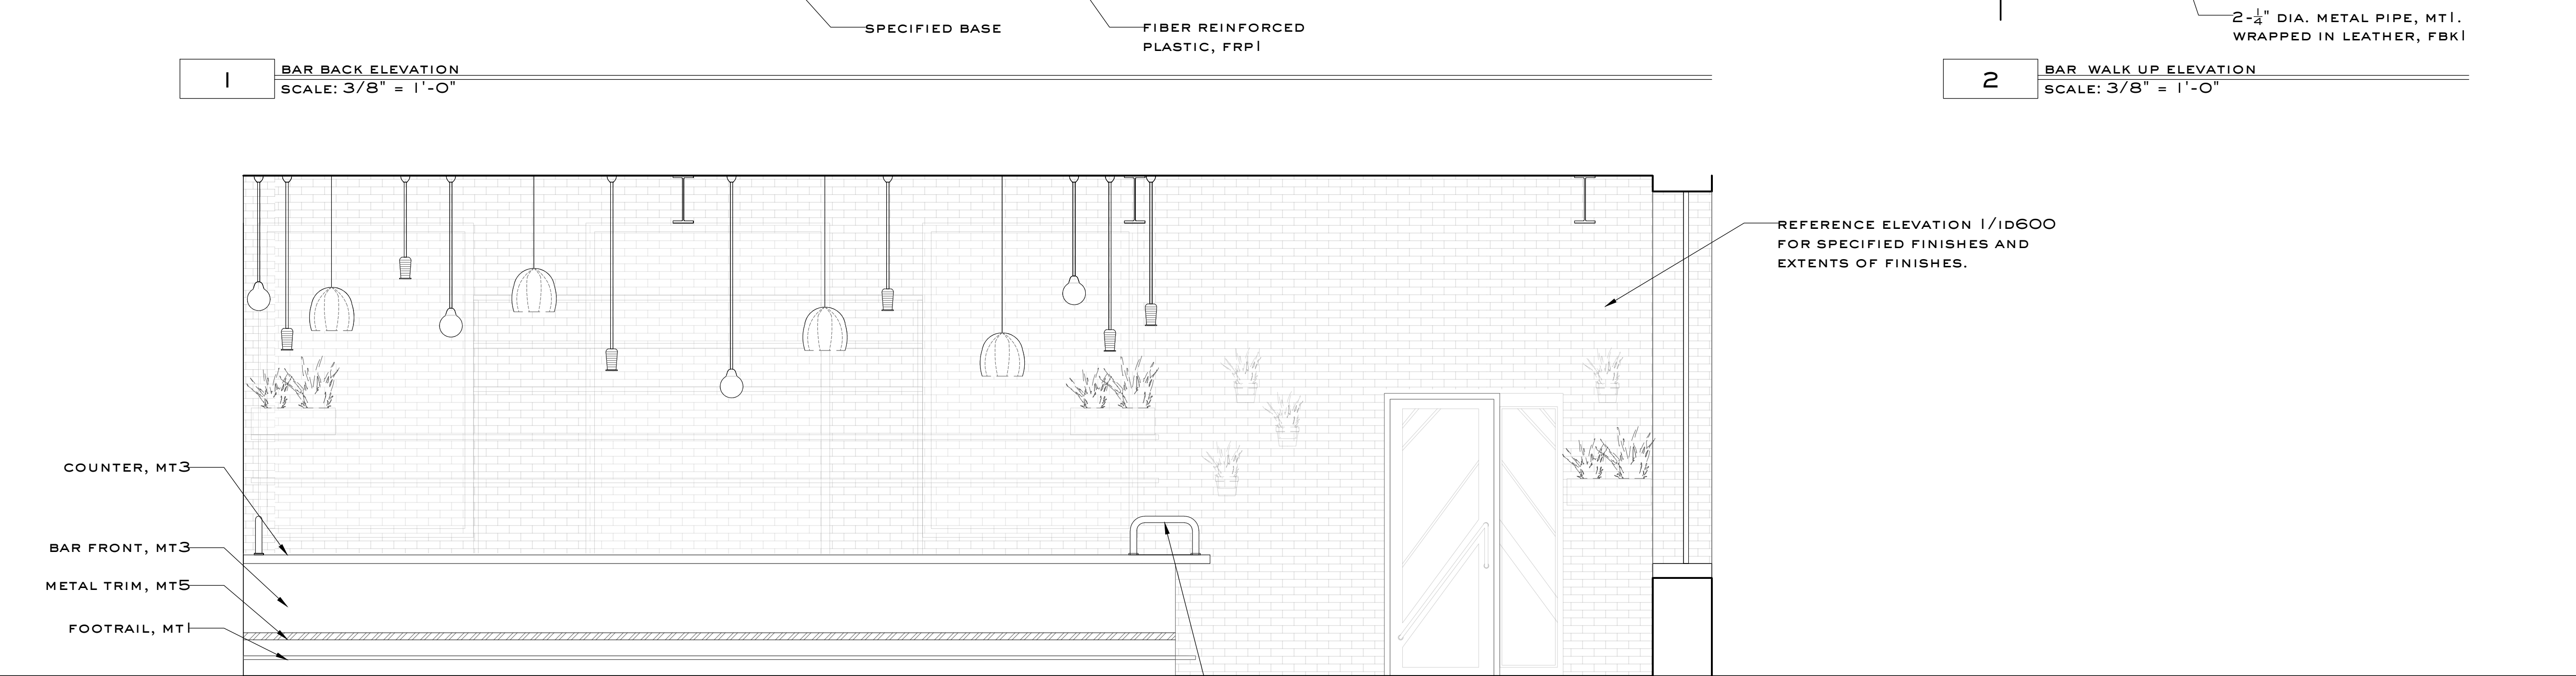 SPECIFIED BASE
FIBER REINFORCED
PLASTIC, FRP1
2-1/4" DIA. METAL PIPE, MT1.
WRAPPED IN LEATHER, FBK1
1
BAR BACK ELEVATION
SCALE: 3/8" = 1'-0"
2
BAR WALK UP ELEVATION
SCALE: 3/8" = 1'-0"
REFERENCE ELEVATION 1/ID600
FOR SPECIFIED FINISHES AND
EXTENTS OF FINISHES.
COUNTER, MT3
BAR FRONT, MT3
METAL TRIM, MT5
FOOTRAIL, MT1